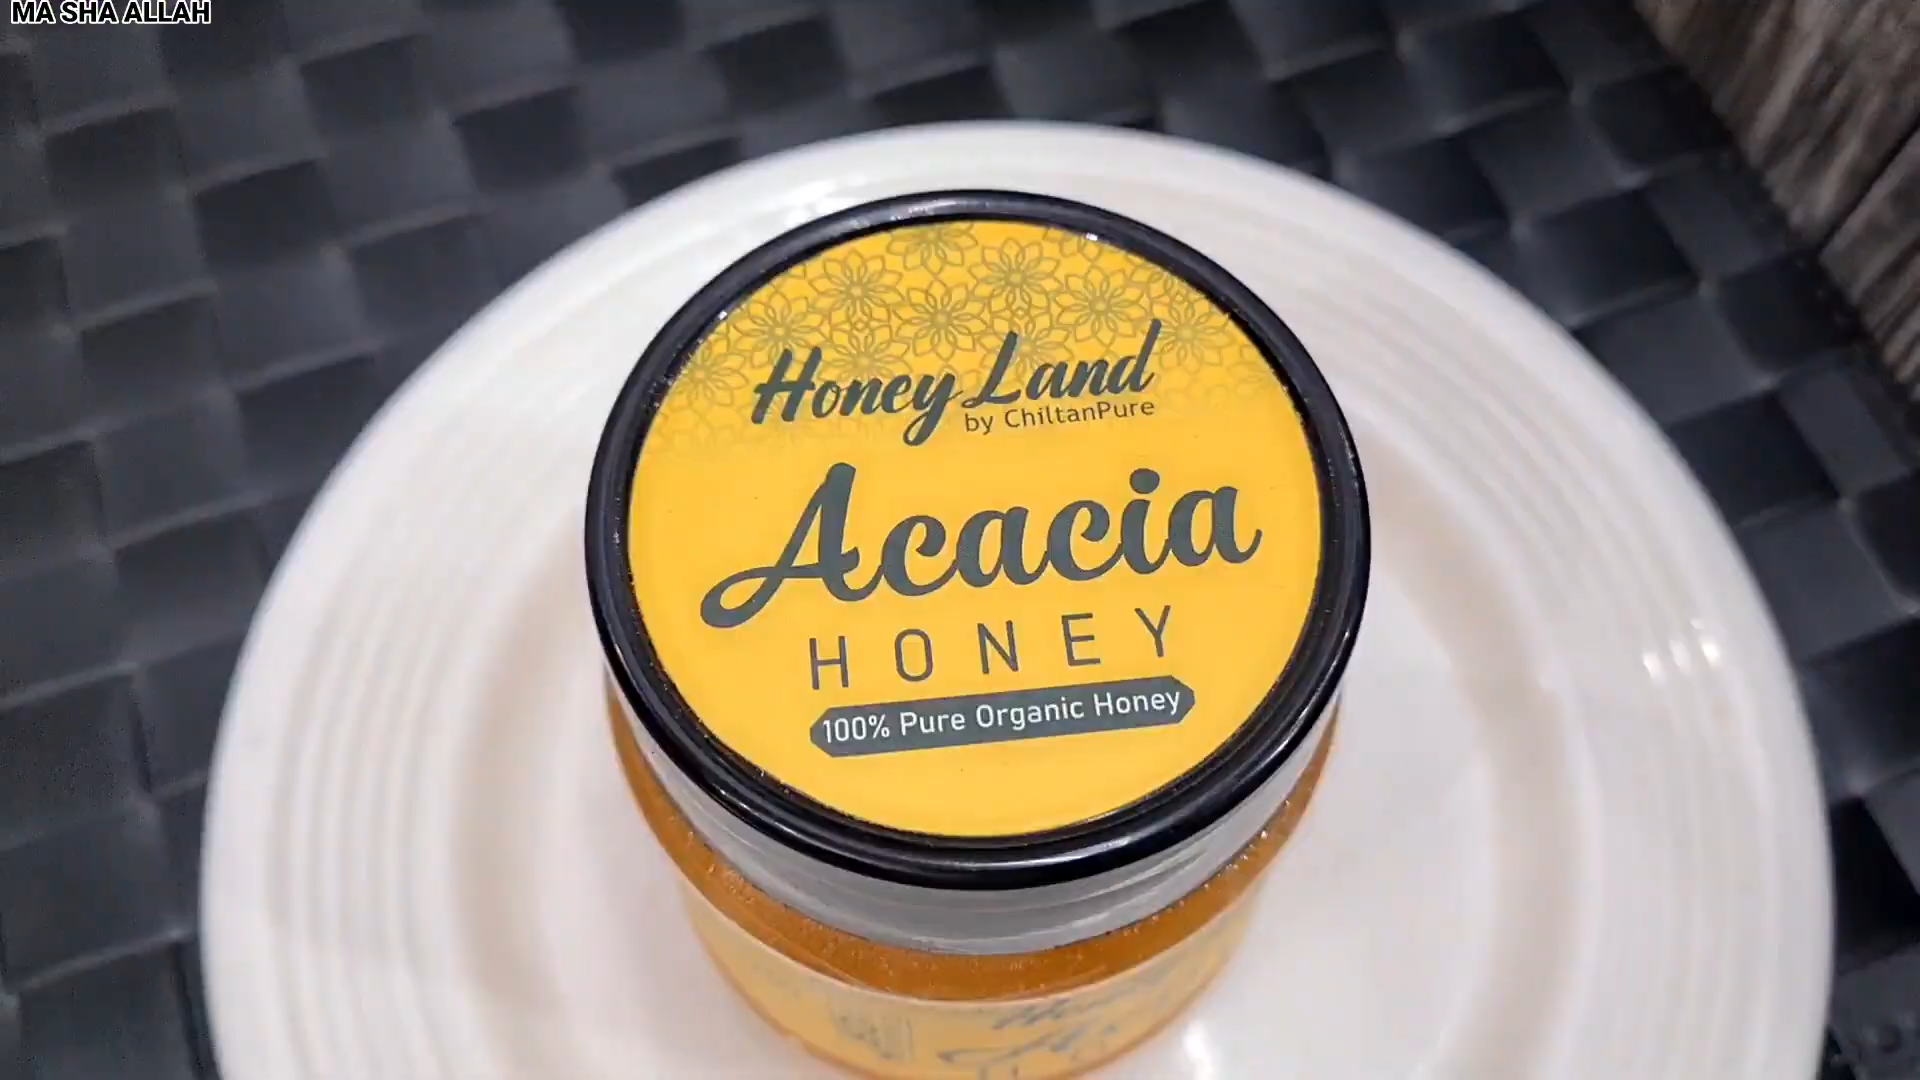 MA SHA ALLAH
Honey Land
by ChiltanPure
Acacia
HONEY
100% Pure Organic Honey